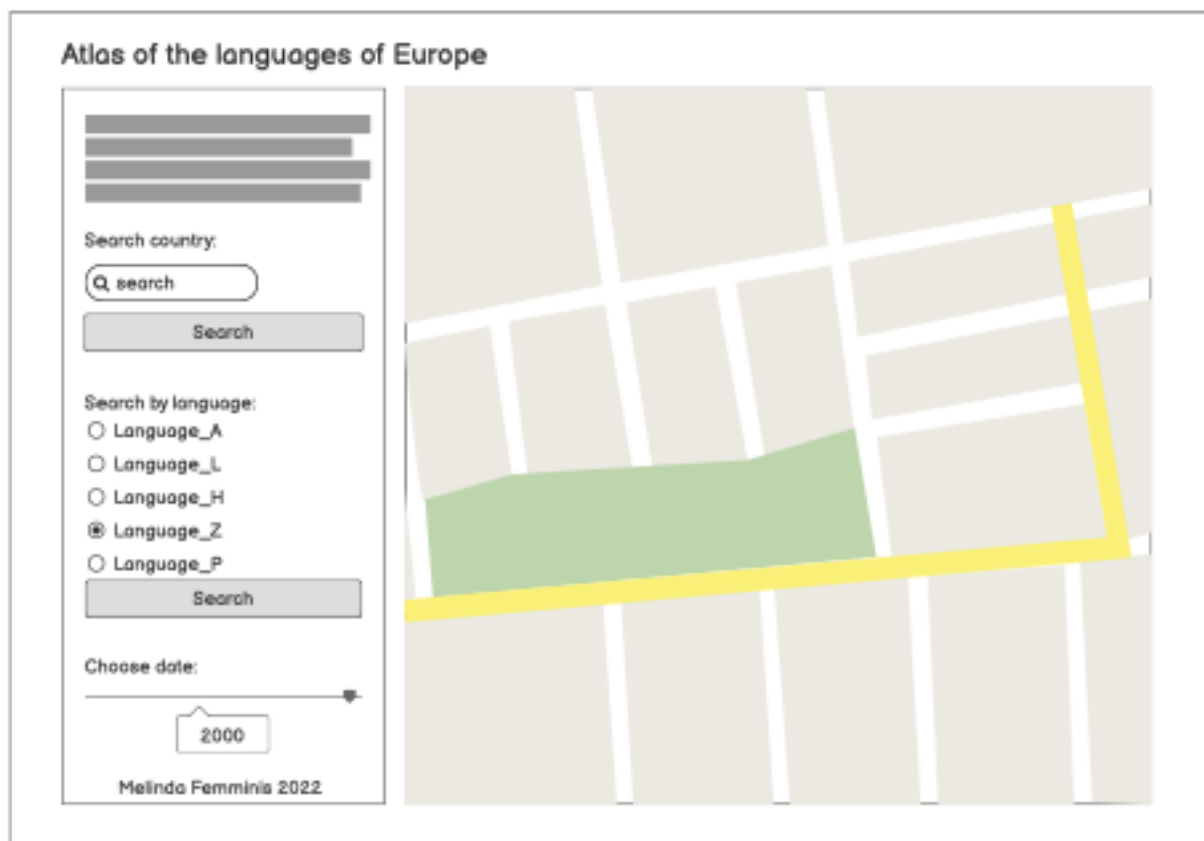 Atlas of the languages of Europe
Search country:
search
Search
Search by language:
Language_A
Language_L
Language_H
Language_Z
Language_P
Search
Choose date:
2000
Melinda Femminis 2022